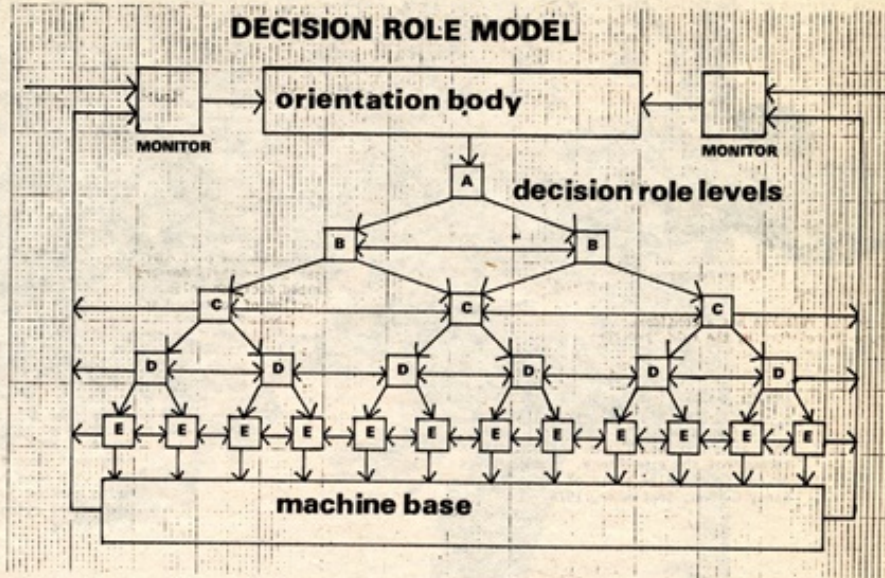 DECISION ROLE MODEL
orientation body
MONITOR
MONITOR
A
decision role levels
B B
C C C
D D D D D D
E E E E E E E E E E E E
machine base